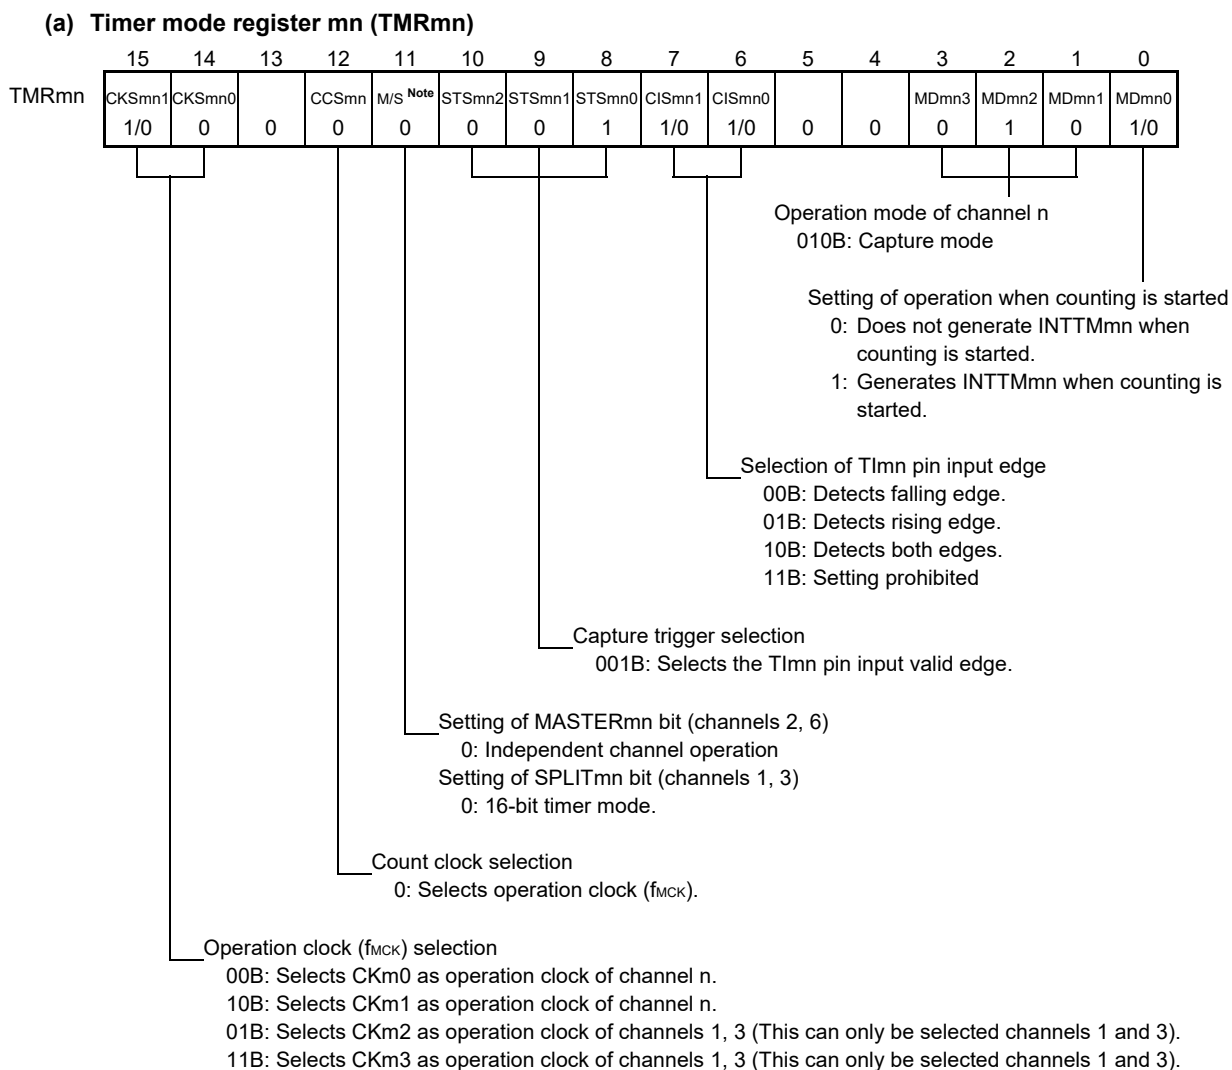 (a) Timer mode register mn (TMRmn)
15 14 13 12 11 10 9 8 7 6 5 4 3 2 1 0
TMRmn CKSmn1 CKSmn0 CCSmn M/S Note STSmn2 STSmn1 STSmn0 CISmn1 CISmn0 MDmn3 MDmn2 MDmn1 MDmn0
1/0 0 0 0 0 0 0 1 1/0 1/0 0 0 0 1 0 1/0
Operation mode of channel n
010B: Capture mode
Setting of operation when counting is started
0: Does not generate INTTMmn when
counting is started.
1: Generates INTTMmn when counting is
started.
Selection of TImn pin input edge
00B: Detects falling edge.
01B: Detects rising edge.
10B: Detects both edges.
11B: Setting prohibited
Capture trigger selection
001B: Selects the TImn pin input valid edge.
Setting of MASTERmn bit (channels 2, 6)
0: Independent channel operation
Setting of SPLITmn bit (channels 1, 3)
0: 16-bit timer mode.
Count clock selection
0: Selects operation clock (fMCK).
Operation clock (fMCK) selection
00B: Selects CKm0 as operation clock of channel n.
10B: Selects CKm1 as operation clock of channel n.
01B: Selects CKm2 as operation clock of channels 1, 3 (This can only be selected channels 1 and 3).
11B: Selects CKm3 as operation clock of channels 1, 3 (This can only be selected channels 1 and 3).